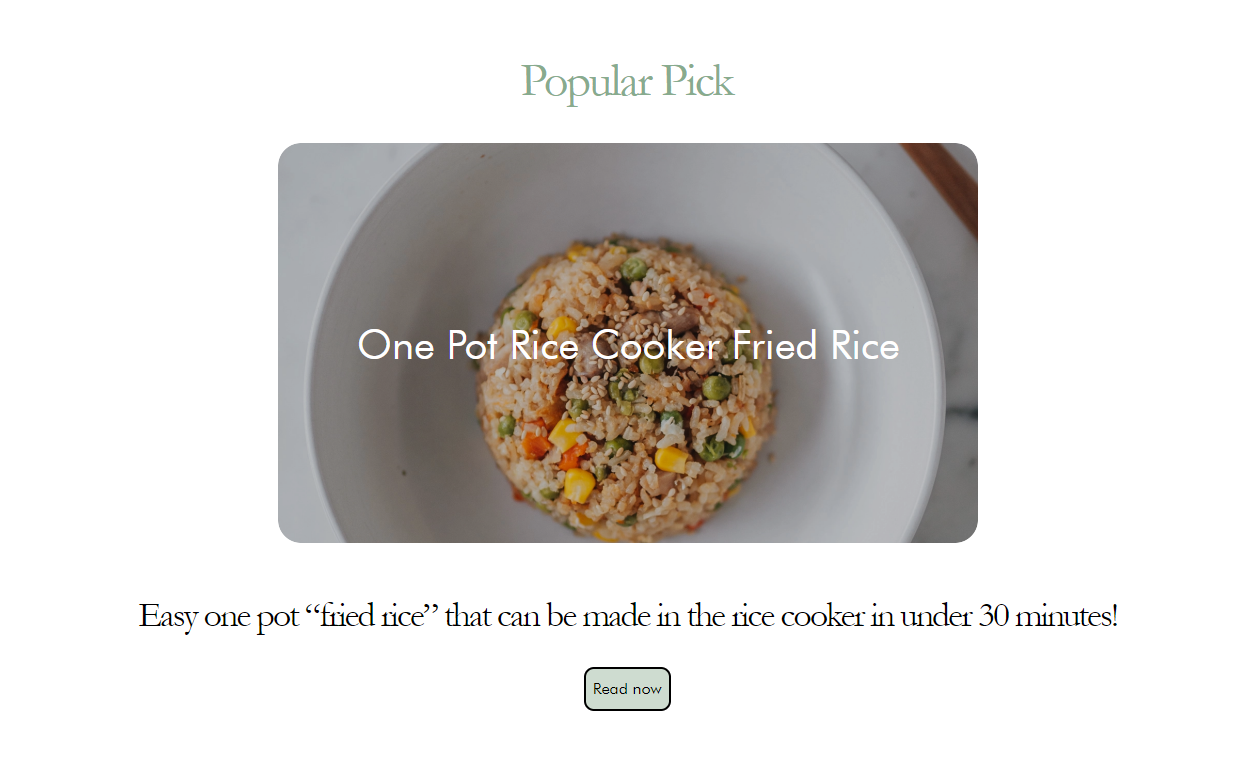 Popular Pick
One Pot Rice Cooker Fried Rice
Easy one pot “fried rice” that can be made in the rice cooker in under 30 minutes!
Read now